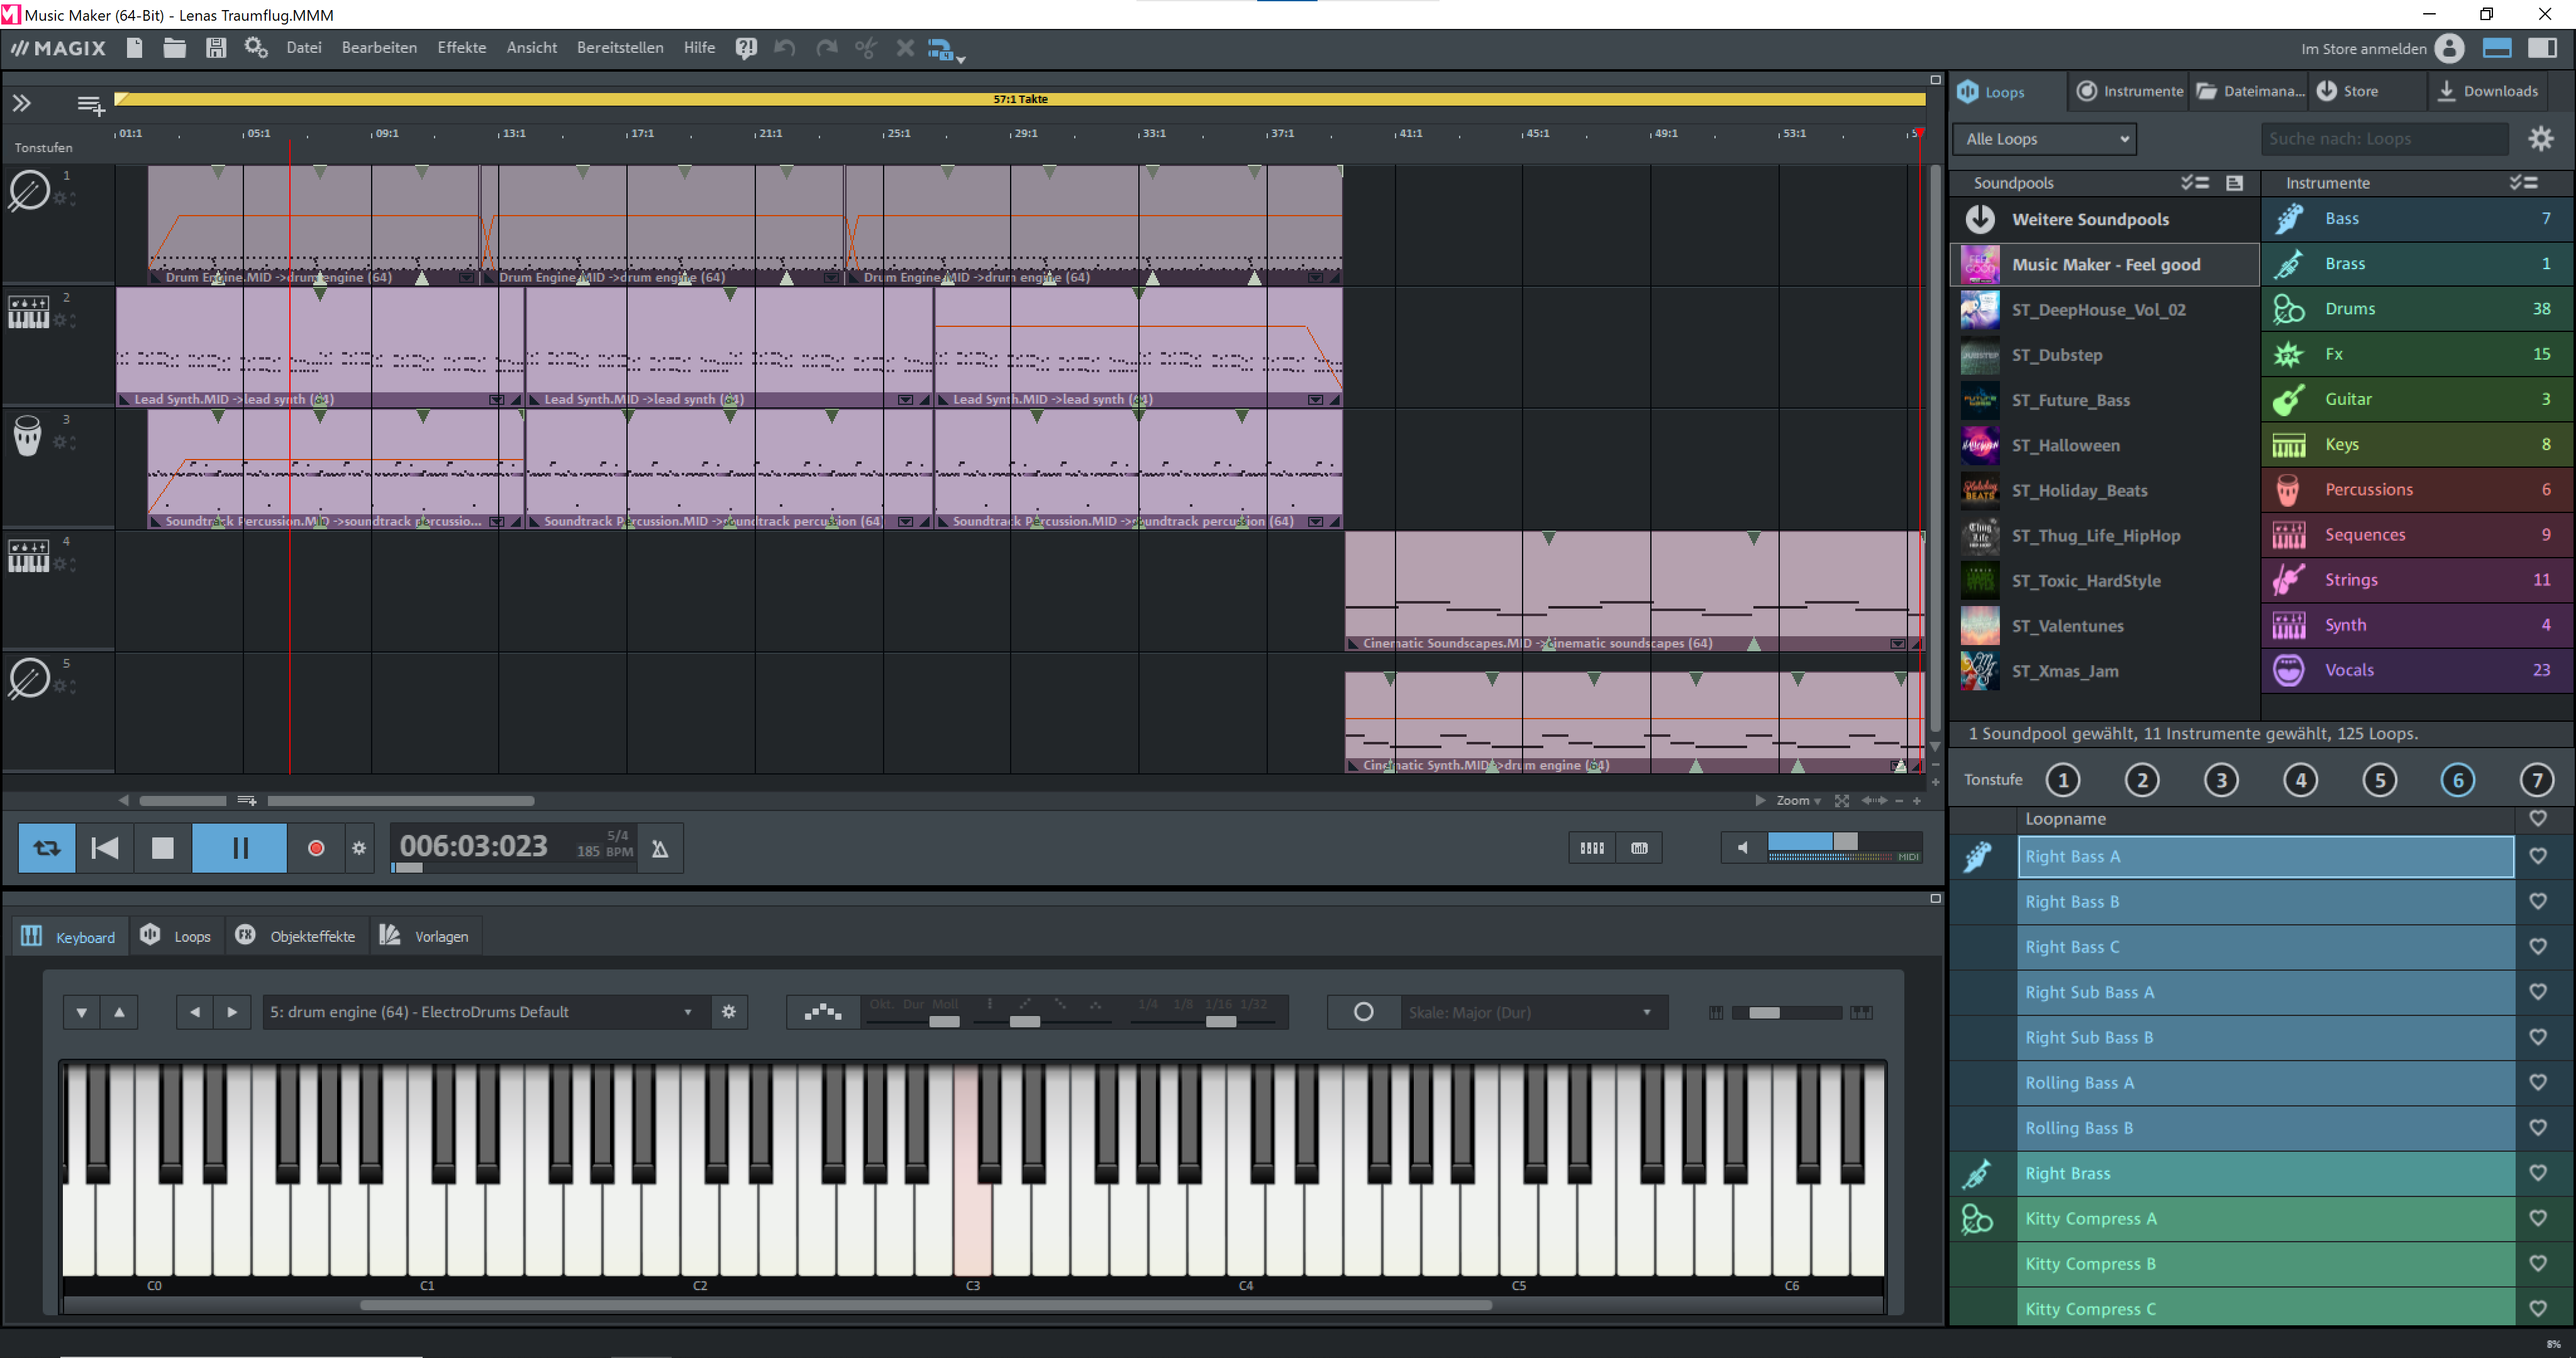 Music Maker (64-Bit) - Lenas Traumflug.MMM
MAGIX Datei Bearbeiten Effekte Ansicht Bereitstellen Hilfe
Im Store anmelden
57:1 Takte
01:1 05:1 09:1 13:1 17:1 21:1 25:1 29:1 33:1 37:1 41:1 45:1 49:1 53:1
Tonstufen
1
Drum Engine.MID ->drum engine (64) Drum Engine.MID ->drum engine (64) Drum Engine.MID ->drum engine (64)
2
Lead Synth.MID ->lead synth (64) Lead Synth.MID ->lead synth (64) Lead Synth.MID ->lead synth (64)
3
Soundtrack Percussion.MID ->soundtrack percussio... Soundtrack Percussion.MID ->soundtrack percussion (64) Soundtrack Percussion.MID ->soundtrack percussion (64)
4
Cinematic Soundscapes.MID ->cinematic soundscapes (64)
5
Cinematic Synth.MID ->drum engine (64)
Zoom
006:03:023 5/4
185 BPM
MIDI
Keyboard Loops FX Objekteffekte Vorlagen
5: drum engine (64) - ElectroDrums Default
Okt. Dur Moll 1/4 1/8 1/16 1/32
Skale: Major (Dur)
C0 C1 C2 C3 C4 C5 C6
Loops Instrumente Dateimana... Store Downloads
Alle Loops Suche nach: Loops
Soundpools Instrumente
Weitere Soundpools
Music Maker - Feel good
ST_DeepHouse_Vol_02
ST_Dubstep
ST_Future_Bass
ST_Halloween
ST_Holiday_Beats
ST_Thug_Life_HipHop
ST_Toxic_HardStyle
ST_Valentunes
ST_Xmas_Jam
Bass 7
Brass 1
Drums 38
Fx 15
Guitar 3
Keys 8
Percussions 6
Sequences 9
Strings 11
Synth 4
Vocals 23
1 Soundpool gewählt, 11 Instrumente gewählt, 125 Loops.
Tonstufe 1 2 3 4 5 6 7
Loopname
Right Bass A
Right Bass B
Right Bass C
Right Sub Bass A
Right Sub Bass B
Rolling Bass A
Rolling Bass B
Right Brass
Kitty Compress A
Kitty Compress B
Kitty Compress C
8%